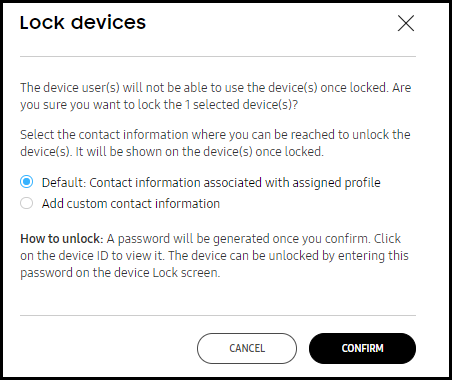 Lock devices
The device user(s) will not be able to use the device(s) once locked. Are
you sure you want to lock the 1 selected device(s)?
Select the contact information where you can be reached to unlock the
device(s). It will be shown on the device(s) once locked.
Default: Contact information associated with assigned profile
Add custom contact information
How to unlock: A password will be generated once you confirm. Click
on the device ID to view it. The device can be unlocked by entering this
password on the device Lock screen.
CANCEL
CONFIRM